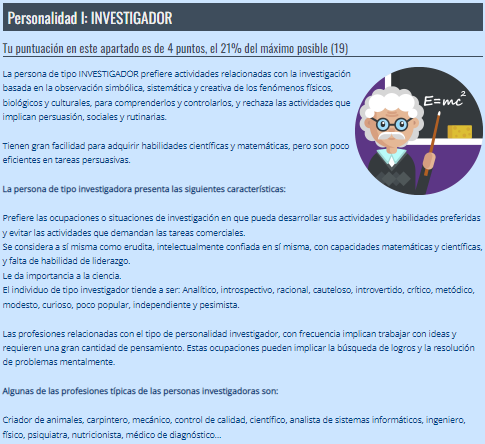 Personalidad I: INVESTIGADOR
Tu puntuación en este apartado es de 4 puntos, el 21% del máximo posible (19)
La persona de tipo INVESTIGADOR prefiere actividades relacionadas con la investigación
basada en la observación simbólica, sistemática y creativa de los fenómenos físicos,
biológicos y culturales, para comprenderlos y controlarlos, y rechaza las actividades que
implican persuasión, sociales y rutinarias.
E=mc²
Tienen gran facilidad para adquirir habilidades científicas y matemáticas, pero son poco
eficientes en tareas persuasivas.
La persona de tipo investigadora presenta las siguientes características:
Prefiere las ocupaciones o situaciones de investigación en que pueda desarrollar sus actividades y habilidades preferidas
y evitar las actividades que demandan las tareas comerciales.
Se considera a sí misma como erudita, intelectualmente confiada en sí misma, con capacidades matemáticas y científicas,
y falta de habilidad de liderazgo.
Le da importancia a la ciencia.
El individuo de tipo investigador tiende a ser: Analítico, introspectivo, racional, cauteloso, introvertido, crítico, metódico,
modesto, curioso, poco popular, independiente y pesimista.
Las profesiones relacionadas con el tipo de personalidad investigador, con frecuencia implican trabajar con ideas y
requieren una gran cantidad de pensamiento. Estas ocupaciones pueden implicar la búsqueda de logros y la resolución
de problemas mentalmente.
Algunas de las profesiones típicas de las personas investigadoras son:
Criador de animales, carpintero, mecánico, control de calidad, científico, analista de sistemas informáticos, ingeniero,
físico, psiquiatra, nutricionista, médico de diagnóstico...